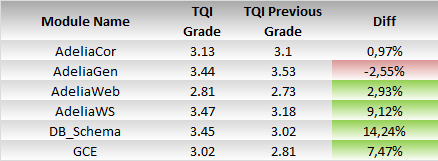 Module Name TQI Grade TQI Previous Grade Diff
AdeliaCor 3.13 3.1 0,97%
AdeliaGen 3.44 3.53 -2,55%
AdeliaWeb 2.81 2.73 2,93%
AdeliaWS 3.47 3.18 9,12%
DB_Schema 3.45 3.02 14,24%
GCE 3.02 2.81 7,47%